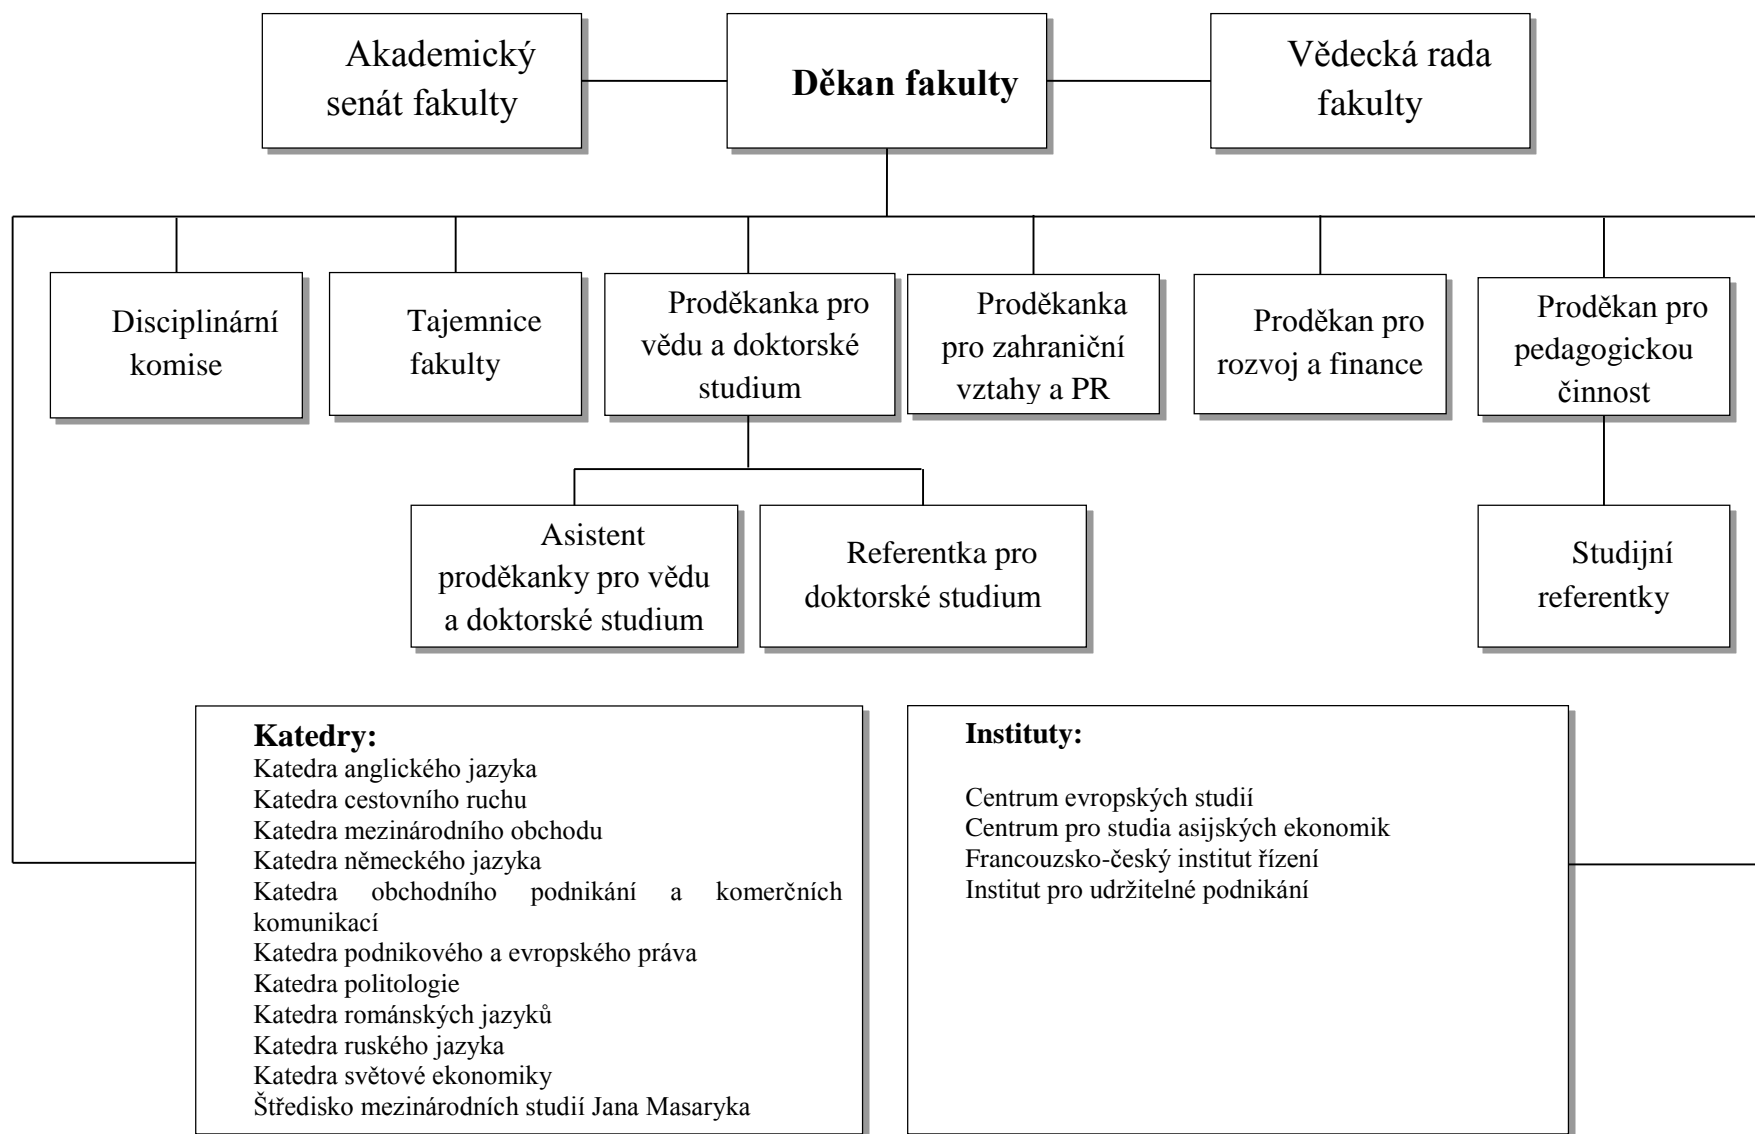 Akademický
senát fakulty
Děkan fakulty
Vědecká rada
fakulty
Disciplinární
komise
Tajemnice
fakulty
Proděkanka pro
vědu a doktorské
studium
Proděkanka
pro zahraniční
vztahy a PR
Proděkan pro
rozvoj a finance
Proděkan pro
pedagogickou
činnost
Asistent
proděkanky pro vědu
a doktorské studium
Referentka pro
doktorské studium
Studijní
referentky
Katedry:
Katedra anglického jazyka
Katedra cestovního ruchu
Katedra mezinárodního obchodu
Katedra německého jazyka
Katedra obchodního podnikání a komerčních
komunikací
Katedra podnikového a evropského práva
Katedra politologie
Katedra románských jazyků
Katedra ruského jazyka
Katedra světové ekonomiky
Štředisko mezinárodních studií Jana Masaryka
Instituty:
Centrum evropských studií
Centrum pro studia asijských ekonomik
Francouzsko-český institut řízení
Institut pro udržitelné podnikání